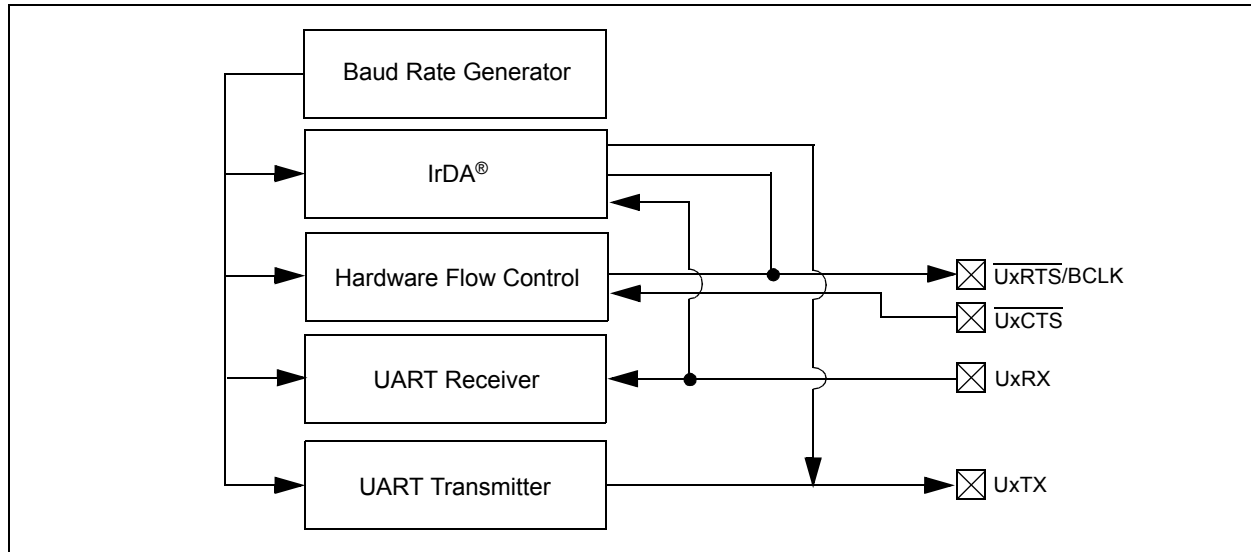 Baud Rate Generator
IrDA®
Hardware Flow Control
UxRTS/BCLK
UxCTS
UART Receiver
UxRX
UART Transmitter
UxTX